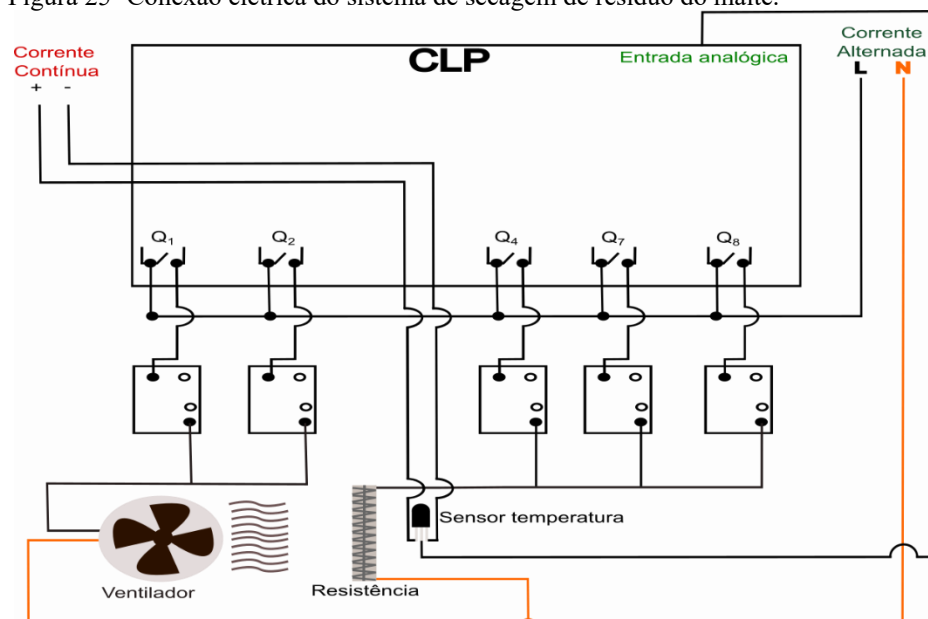 Figura 25- Conexão elétrica do sistema de secagem de resíduo do malte.
Corrente
Contínua
+ -
CLP
Entrada analógica
Corrente
Alternada
L N
Q1
Q2
Q4
Q7
Q8
Sensor temperatura
Ventilador
Resistência